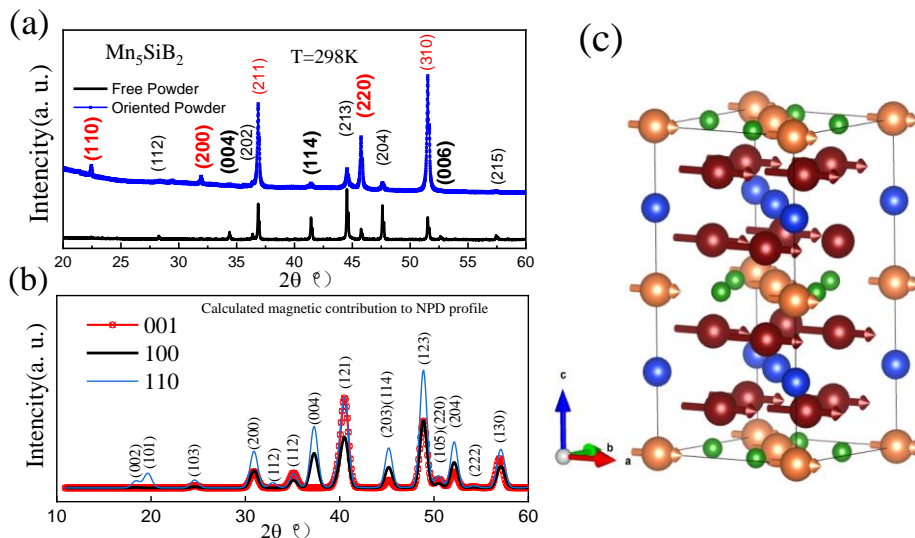 (a)
Mn5SiB2
T=298K
Free Powder
Oriented Powder
Intencity(a. u.)
(110)
(112)
(200)
(004)
(202)
(211)
(114)
(213)
(220)
(204)
(310)
(006)
(215)
20 25 30 35 40 45 50 55 60
2θ (°)
(b)
Calculated magnetic contribution to NPD profile
001
100
110
Intensity(a. u.)
(002)
(101)
(103)
(200)
(112)
(112)
(004)
(121)
(203)(114)
(123)
(105)(220)
(204)
(222)
(130)
10 20 30 40 50 60
2θ (°)
(c)
c
b
a